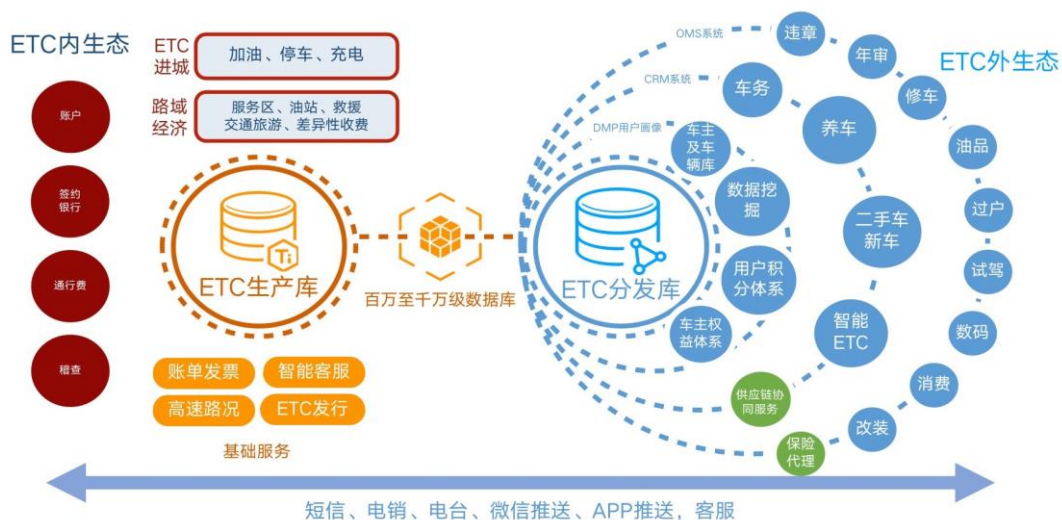 ETC内生态
账户
签约
银行
通行费
稽查
ETC
进城
加油、停车、充电
路域
经济
服务区、油站、救援
交通旅游、差异性收费
Ti
ETC生产库
百万至千万级数据库
账单发票
智能客服
高速路况
ETC发行
基础服务
ETC分发库
OMS系统
CRM系统
DMP用户画像
车主
及车
辆库
数据挖
掘
用户积
分体系
车主权
益体系
车务
养车
二手车
新车
智能
ETC
供应链协
同服务
ETC外生态
违章
年审
修车
油品
过户
试驾
数码
消费
改装
保险
代理
短信、电销、电台、微信推送、APP推送，客服